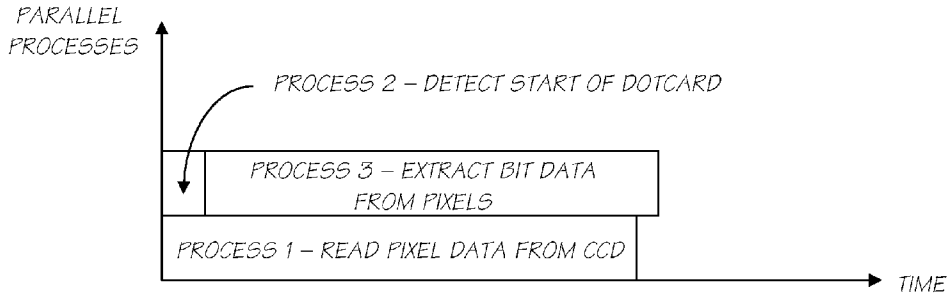 PARALLEL
PROCESSES
PROCESS 2 – DETECT START OF DOTCARD
PROCESS 3 – EXTRACT BIT DATA
FROM PIXELS
PROCESS 1 – READ PIXEL DATA FROM CCD
TIME